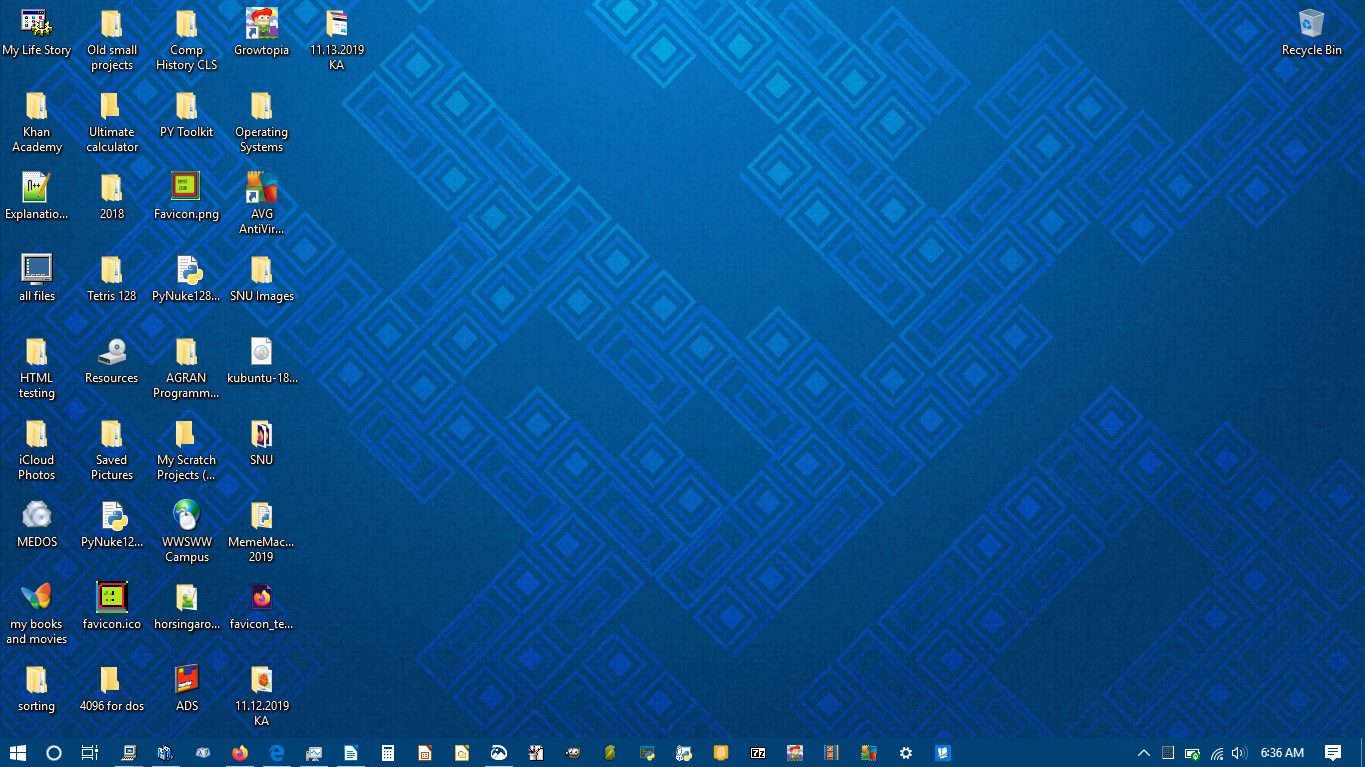 My Life Story
Old small
projects
Comp
History CLS
Growtopia
11.13.2019
KA
Recycle Bin
Khan
Academy
Ultimate
calculator
PY Toolkit
Operating
Systems
Explanatio...
2018
Favicon.png
AVG
AntiVir...
all files
Tetris 128
PyNuke128...
SNU Images
HTML
testing
Resources
AGRAN
Programm...
kubuntu-18...
iCloud
Photos
Saved
Pictures
My Scratch
Projects (...
SNU
MEDOS
PyNuke12...
WWSWW
Campus
MemeMac...
2019
my books
and movies
favicon.ico
horsingaro...
favicon_te...
sorting
4096 for dos
ADS
11.12.2019
KA
6:36 AM